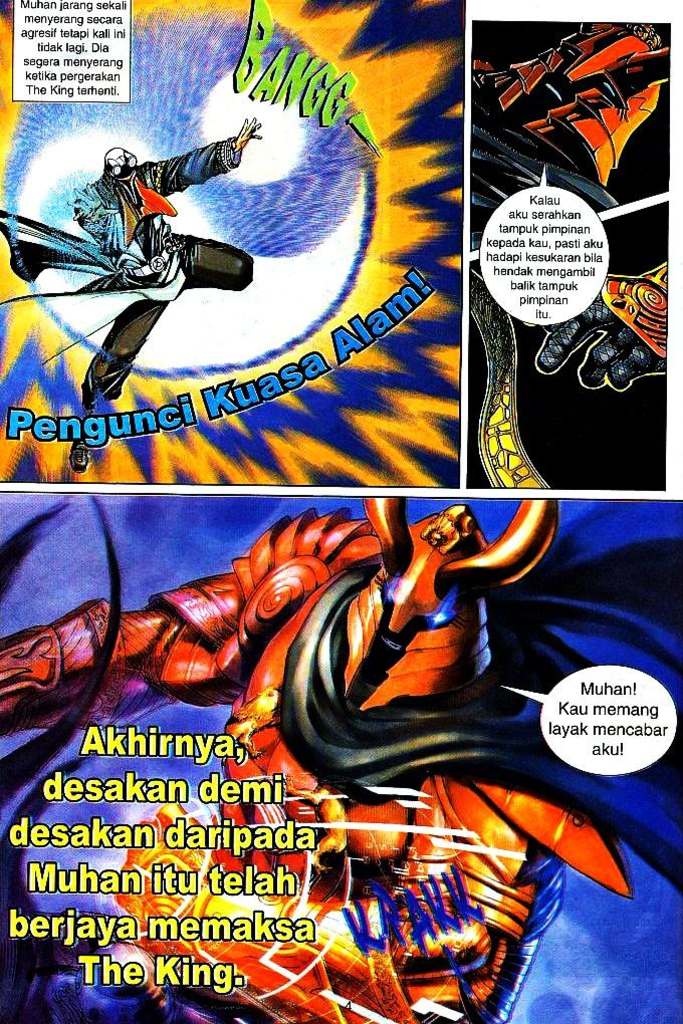 Muhan jarang sekali
menyerang secara
agresif tetapi kali ini
tidak lagi. Dia
segera menyerang
ketika pergerakan
The King terhenti.
BANGG-
Pengunci Kuasa Alam!
Kalau
aku serahkan
tampuk pimpinan
kepada kau, pasti aku
hadapi kesukaran bila
hendak mengambil
balik tampuk
pimpinan
itu.
Muhan!
Kau memang
layak mencabar
aku!
Akhirnya,
desakan demi
desakan daripada
Muhan itu telah
berjaya memaksa
The King.
KRAKK
4